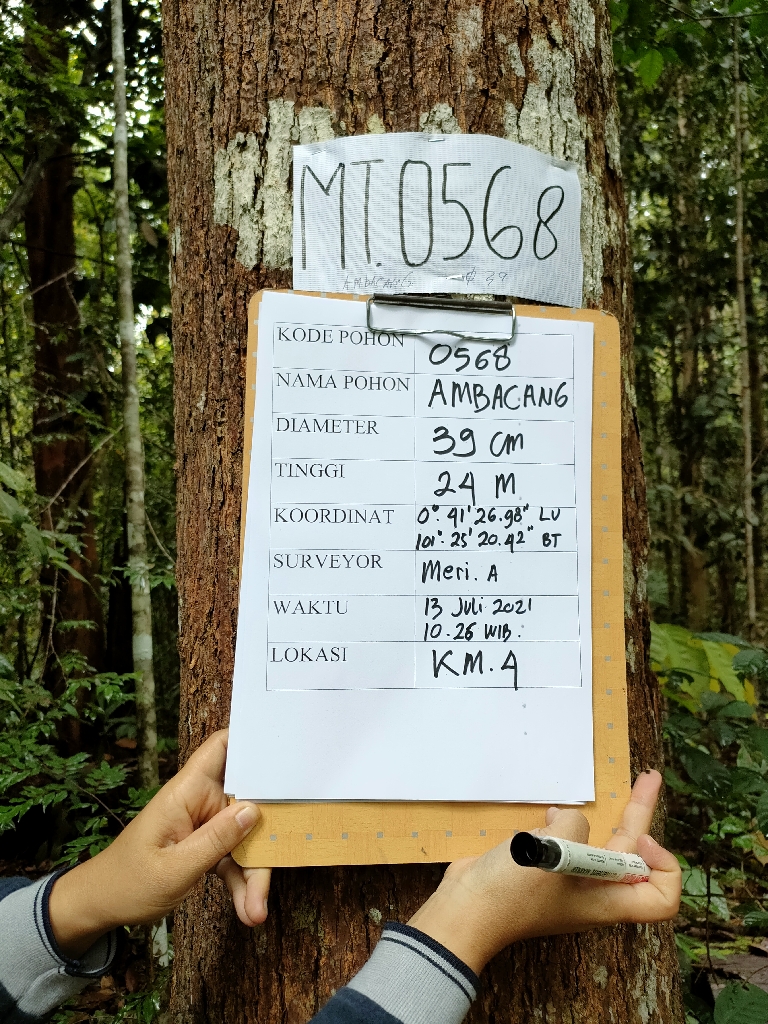 MT.0568
AMBACANG 39
KODE POHON 0568
NAMA POHON AMBACANG
DIAMETER 39 cm
TINGGI 24 M
KOORDINAT 0°. 41' 26.98" LU
101°. 25' 20.42" BT
SURVEYOR Meri. A
WAKTU 13 Juli 2021
10.26 WIB.
LOKASI KM. 4